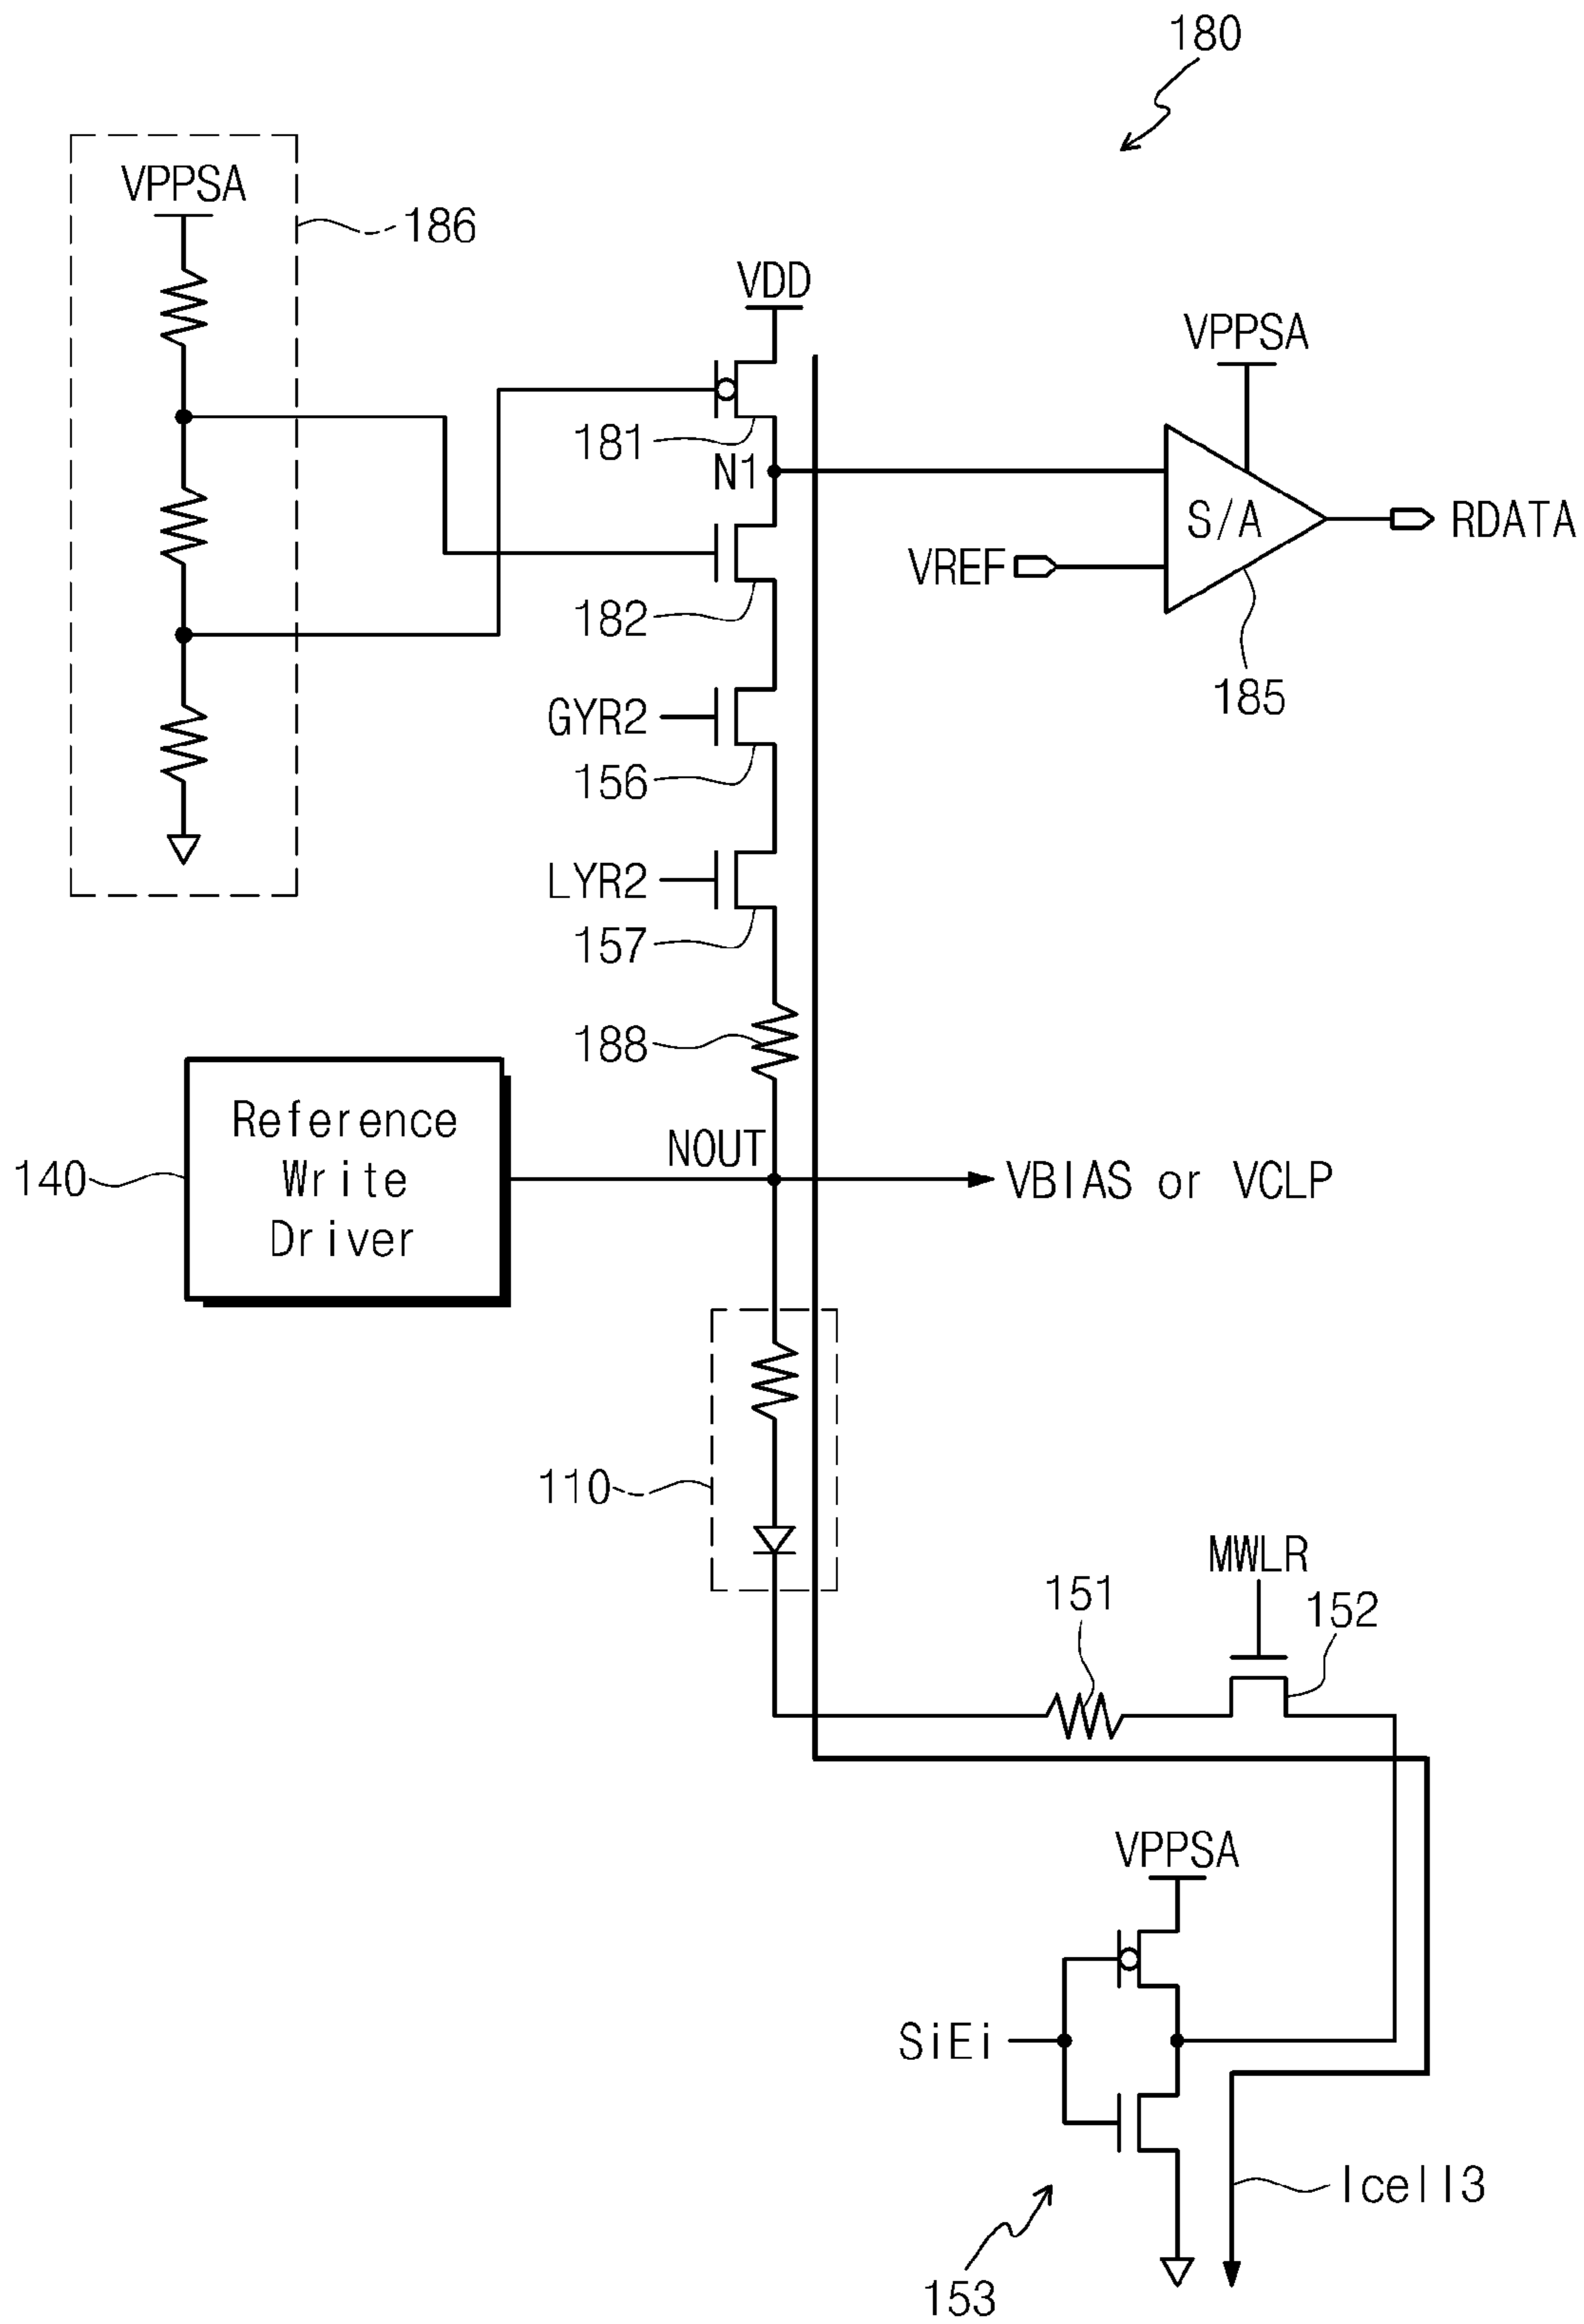 180
VPPSA
186
VDD
VPPSA
181
N1
S/A
RDATA
VREF
182
185
GYR2
156
LYR2
157
188
Reference
Write
Driver
140
NOUT
VBIAS or VCLP
110
MWLR
151
152
VPPSA
SiEi
Icell3
153